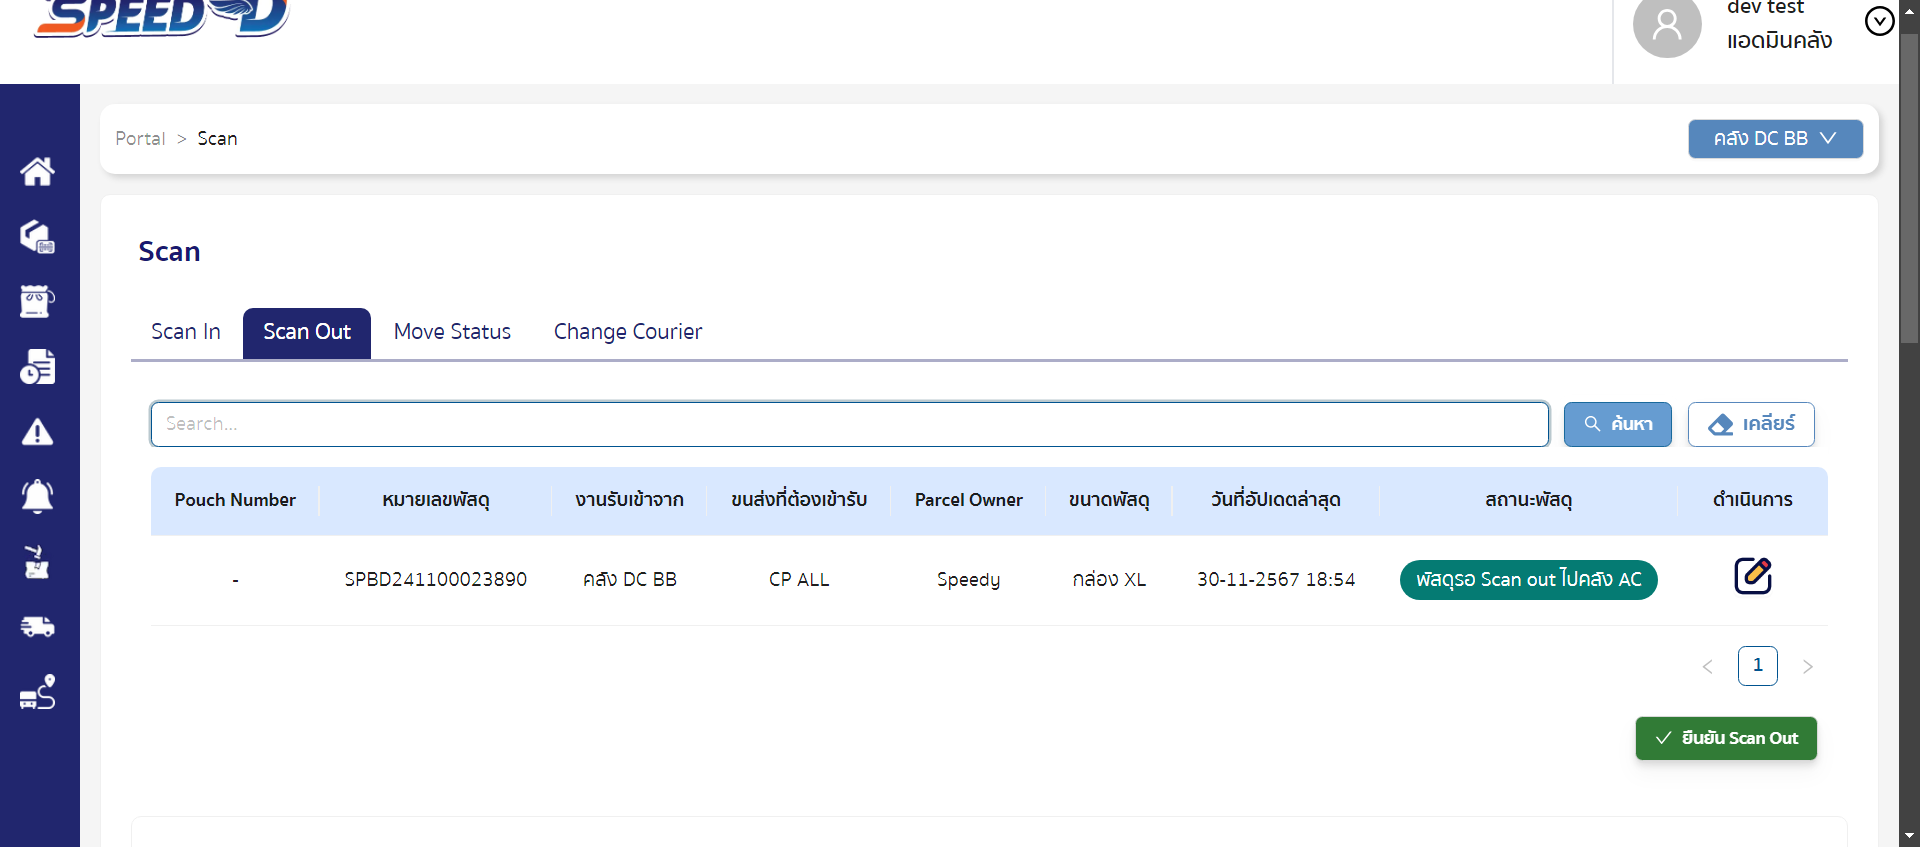 SPEED D
dev test
แอดมินคลัง
Portal > Scan
คลัง DC BB
Scan
Scan In
Scan Out
Move Status
Change Courier
Search...
ค้นหา
เคลียร์
Pouch Number
หมายเลขพัสดุ
งานรับเข้าจาก
ขนส่งที่ต้องเข้ารับ
Parcel Owner
ขนาดพัสดุ
วันที่อัปเดตล่าสุด
สถานะพัสดุ
ดำเนินการ
-
SPBD241100023890
คลัง DC BB
CP ALL
Speedy
กล่อง XL
30-11-2567 18:54
พัสดุรอ Scan out ไปคลัง AC
1
ยืนยัน Scan Out